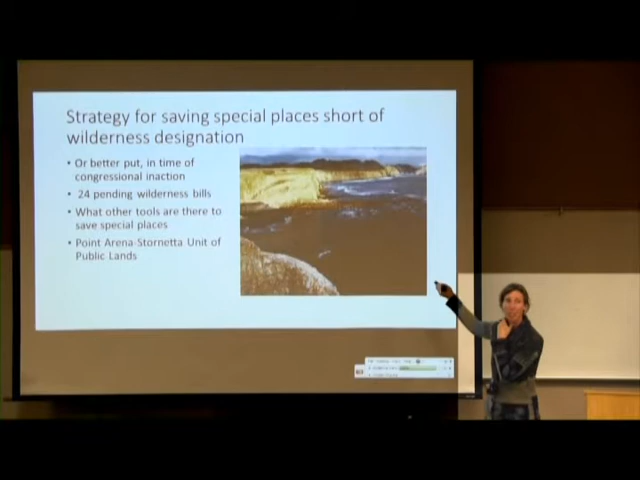 Strategy for saving special places short of
wilderness designation
• Or better put, in time of
congressional inaction
• 24 pending wilderness bills
• What other tools are there to
save special places
• Point Arena-Stornetta Unit of
Public Lands